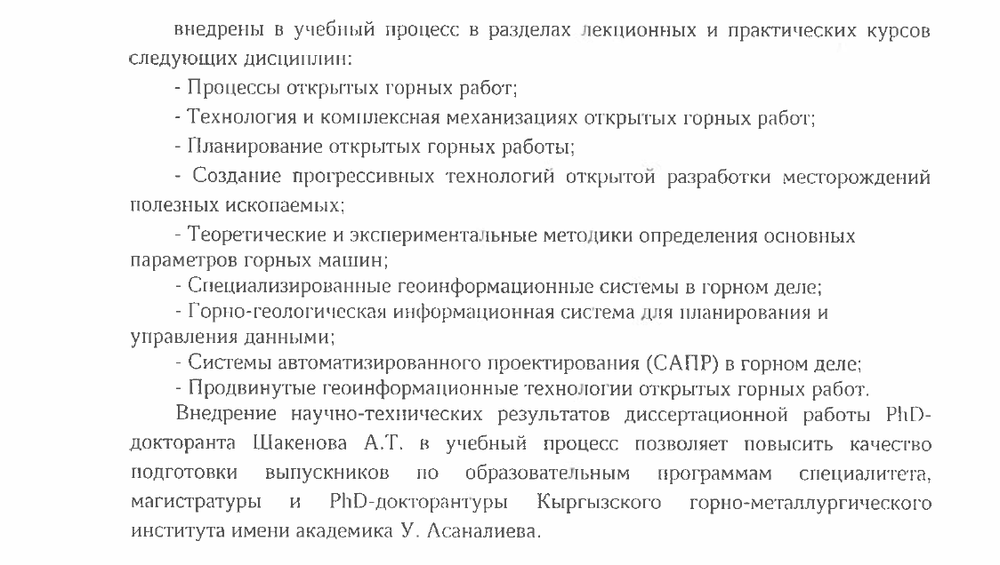 внедрены в учебный процесс в разделах лекционных и практических курсов
следующих дисциплин:
- Процессы открытых горных работ;
- Технология и комплексная механизациях открытых горных работ;
- Планирование открытых горных работы;
- Создание прогрессивных технологий открытой разработки месторождений
полезных ископаемых;
- Теоретические и экспериментальные методики определения основных
параметров горных машин;
- Специализированные геоинформационные системы в горном деле;
- Горно-геологическая информационная система для планирования и
управления данными;
- Системы автоматизированного проектирования (САПР) в горном деле;
- Продвинутые геоинформационные технологии открытых горных работ.
Внедрение научно-технических результатов диссертационной работы PhD-
докторанта Шакенова А.Т. в учебный процесс позволяет повысить качество
подготовки выпускников по образовательным программам специалитета,
магистратуры и PhD-докторантуры Кыргызского горно-металлургического
института имени академика У. Асаналиева.